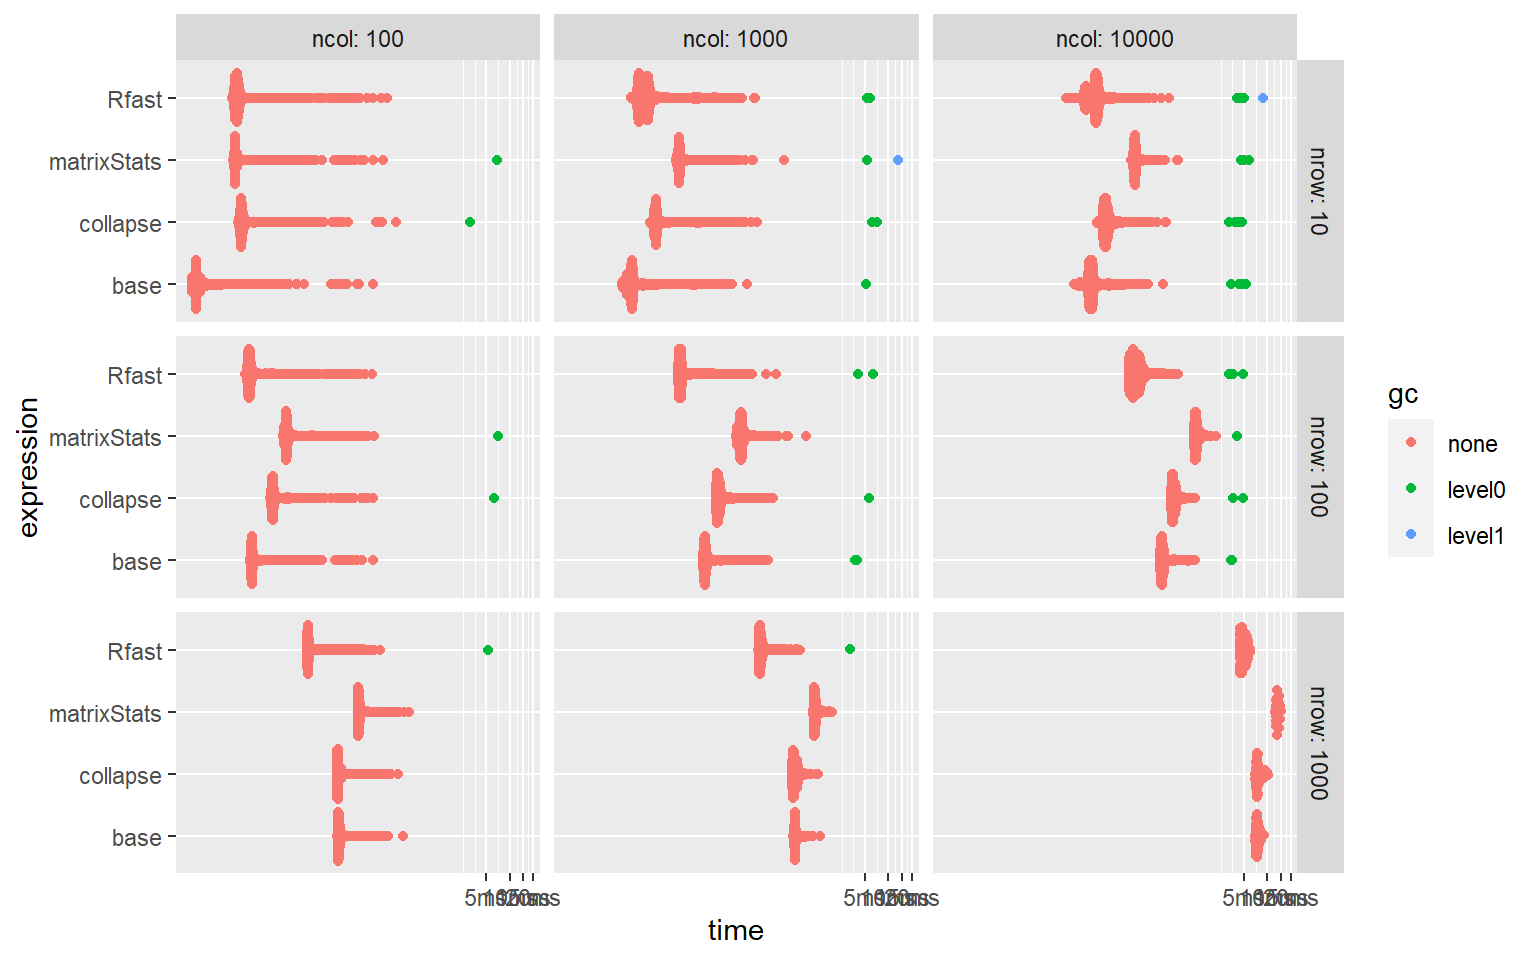 ncol: 100
ncol: 1000
ncol: 10000
Rfast
matrixStats
collapse
base
nrow: 10
Rfast
matrixStats
collapse
base
nrow: 100
Rfast
matrixStats
collapse
base
nrow: 1000
expression
time
gc
none
level0
level1